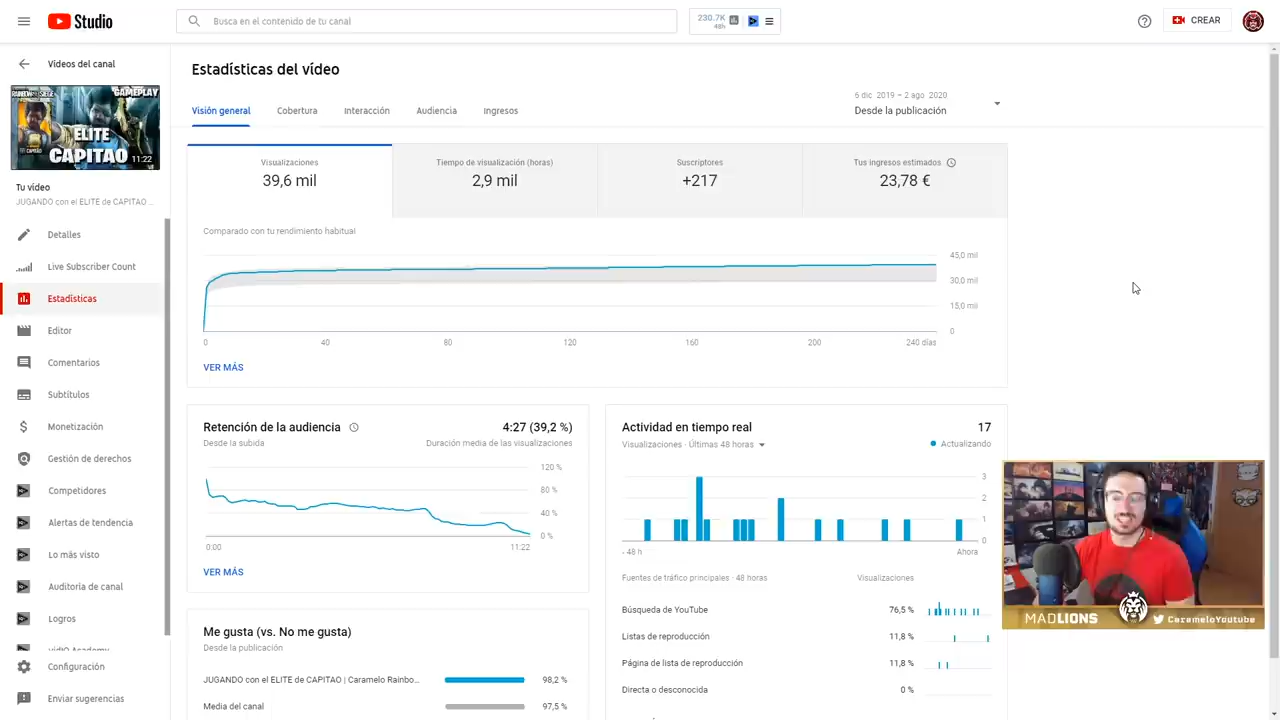 Studio
Busca en el contenido de tu canal
230.7K
48h
CREAR
Vídeos del canal
RAINBOW SIX SIEGE
GAMEPLAY
ELITE
CAPITAO
11:22
Tu vídeo
JUGANDO con el ELITE de CAPITAO ...
Detalles
Live Subscriber Count
Estadísticas
Editor
Comentarios
Subtítulos
Monetización
Gestión de derechos
Competidores
Alertas de tendencia
Lo más visto
Auditoría de canal
Logros
vidIQ Academy
Configuración
Enviar sugerencias
Estadísticas del vídeo
Visión general
Cobertura
Interacción
Audiencia
Ingresos
6 dic 2019 – 2 ago 2020
Desde la publicación
Visualizaciones
39,6 mil
Tiempo de visualización (horas)
2,9 mil
Suscriptores
+217
Tus ingresos estimados
23,78 €
Comparado con tu rendimiento habitual
45,0 mil
30,0 mil
15,0 mil
0
0 40 80 120 160 200 240 días
VER MÁS
Retención de la audiencia
4:27 (39,2 %)
Desde la subida
Duración media de las visualizaciones
120 %
80 %
40 %
0 %
0:00
11:22
VER MÁS
Me gusta (vs. No me gusta)
Desde la publicación
JUGANDO con el ELITE de CAPITAO | Caramelo Rainbo...
98,2 %
Media del canal
97,5 %
Actividad en tiempo real
17
Visualizaciones · Últimas 48 horas
Actualizando
3
2
1
0
- 48 h
Ahora
Fuentes de tráfico principales · 48 horas
Visualizaciones
Búsqueda de YouTube
76,5 %
Listas de reproducción
11,8 %
Página de lista de reproducción
11,8 %
Directa o desconocida
0 %
MADLIONS
CarameloYoutube